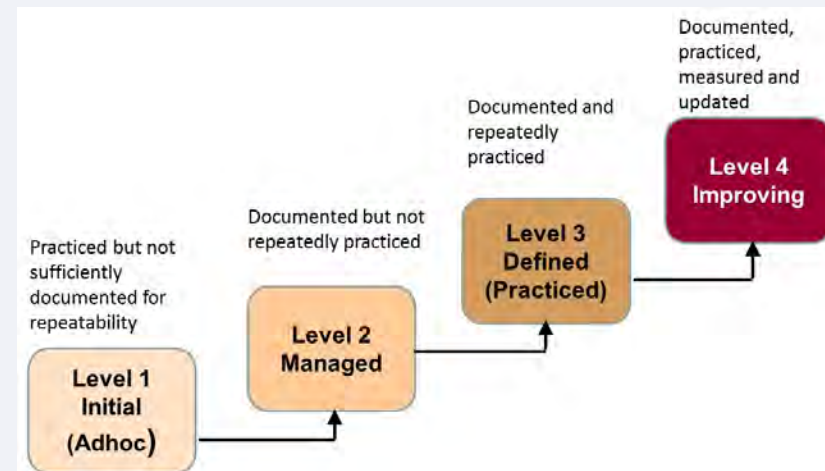 Practiced but not
sufficiently
documented for
repeatability
Level 1
Initial
(Adhoc)
Documented but not
repeatedly practiced
Level 2
Managed
Documented and
repeatedly
practiced
Level 3
Defined
(Practiced)
Documented,
practiced,
measured and
updated
Level 4
Improving